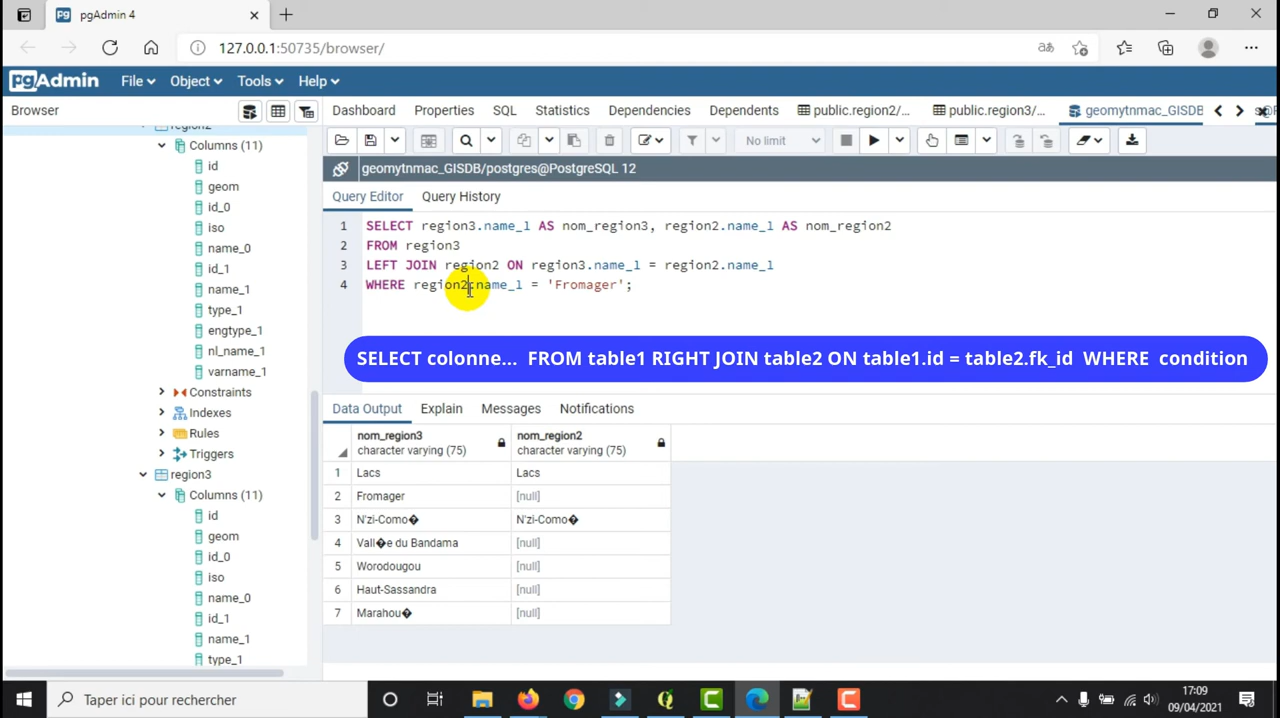 pgAdmin 4
127.0.0.1:50735/browser/
pgAdmin File Object Tools Help
Browser
Dashboard Properties SQL Statistics Dependencies Dependents public.region2/... public.region3/... geomytnmac_GISDB
No limit
geomytnmac_GISDB/postgres@PostgreSQL 12
Query Editor Query History
1 SELECT region3.name_1 AS nom_region3, region2.name_1 AS nom_region2
2 FROM region3
3 LEFT JOIN region2 ON region3.name_1 = region2.name_1
4 WHERE region2.name_1 = 'Fromager';
SELECT colonne... FROM table1 RIGHT JOIN table2 ON table1.id = table2.fk_id WHERE condition
Data Output Explain Messages Notifications
nom_region3 nom_region2
character varying (75) character varying (75)
1 Lacs Lacs
2 Fromager [null]
3 N'zi-Como� N'zi-Como�
4 Vall�e du Bandama [null]
5 Worodougou [null]
6 Haut-Sassandra [null]
7 Marahou� [null]
region2
Columns (11)
id
geom
id_0
iso
name_0
id_1
name_1
type_1
engtype_1
nl_name_1
varname_1
Constraints
Indexes
Rules
Triggers
region3
Columns (11)
id
geom
id_0
iso
name_0
id_1
name_1
type_1
Taper ici pour rechercher
17:09
09/04/2021